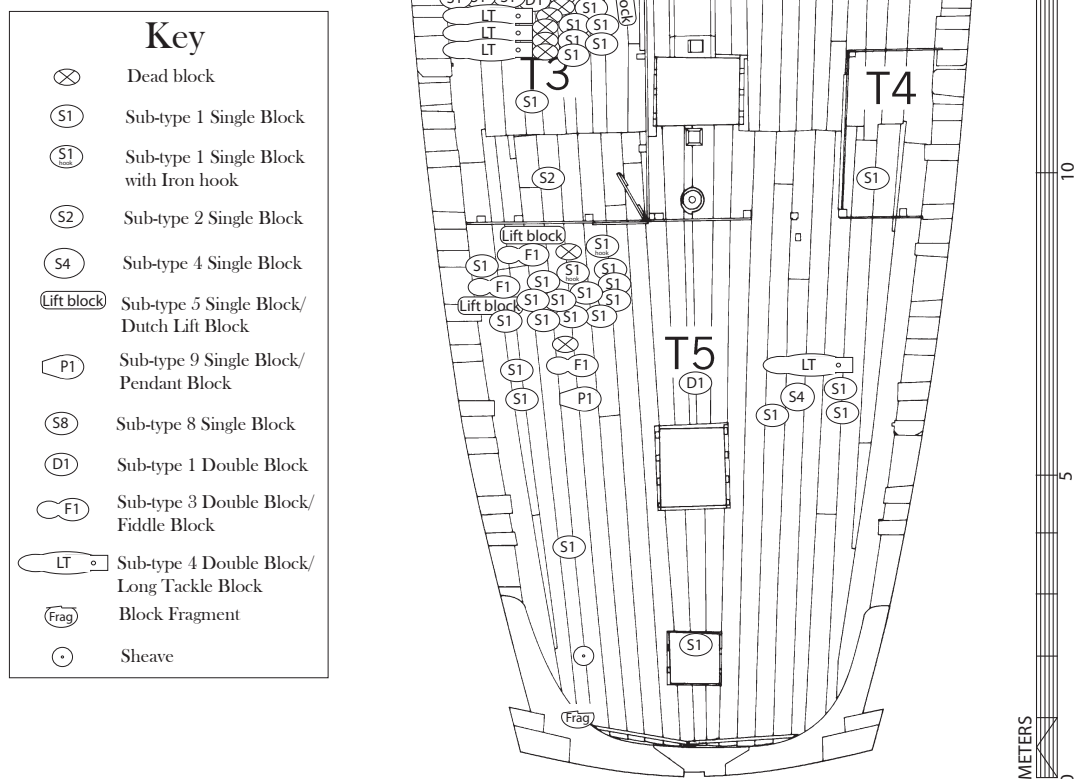 Key
Dead block
S1 Sub-type 1 Single Block
S1 hook Sub-type 1 Single Block
with Iron hook
S2 Sub-type 2 Single Block
S4 Sub-type 4 Single Block
Lift block Sub-type 5 Single Block/
Dutch Lift Block
P1 Sub-type 9 Single Block/
Pendant Block
S8 Sub-type 8 Single Block
D1 Sub-type 1 Double Block
F1 Sub-type 3 Double Block/
Fiddle Block
LT Sub-type 4 Double Block/
Long Tackle Block
Frag Block Fragment
Sheave
D1 S1
LT S1 S1
LT S1 S1
LT S1
T3
S1
T4
S2
S1
10
Lift block
F1
S1 hook
S1
S1 hook
S1
F1
S1
S1
Lift block
S1
S1
S1
S1
S1
S1
S1
S1
T5
S1
F1
D1
LT
S1
P1
S4
S1
S1
S1
5
S1
S1
Frag
METERS
0